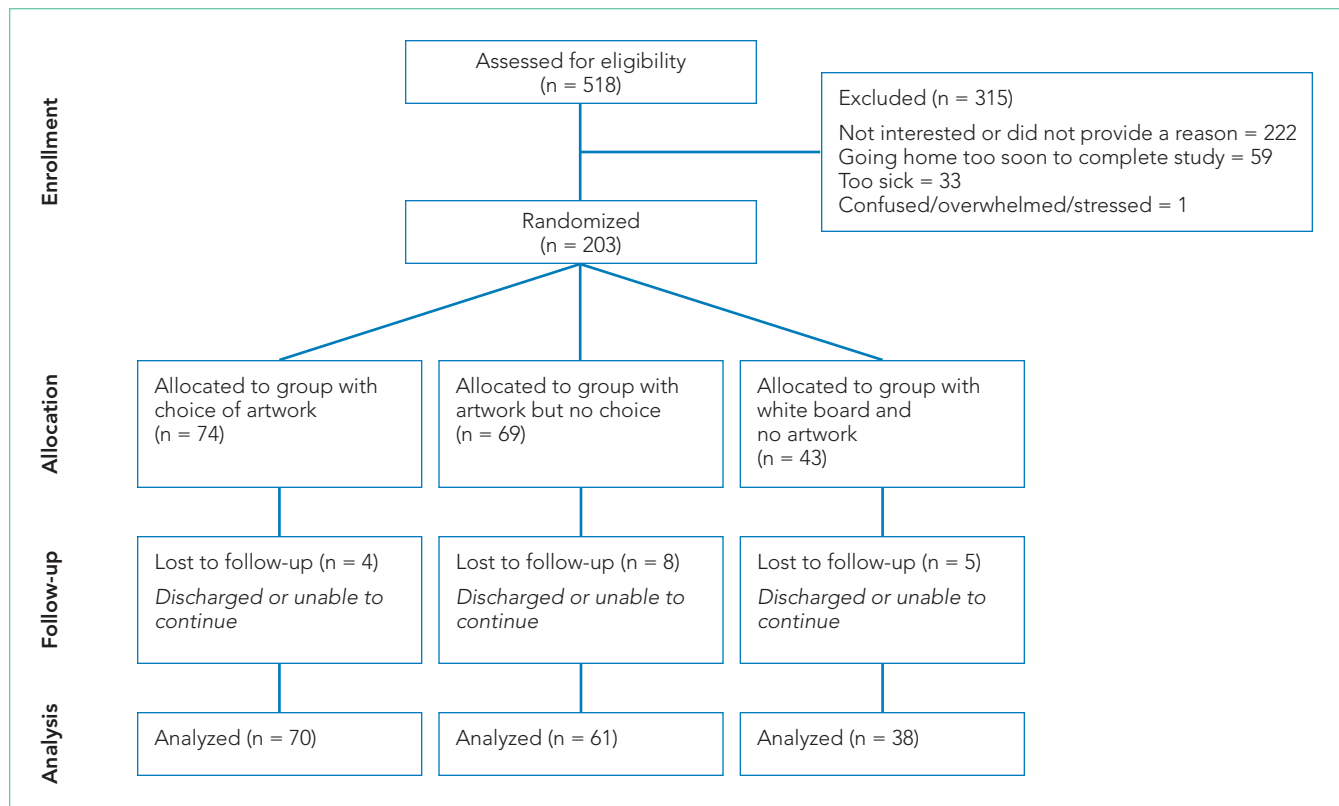 Enrollment
Assessed for eligibility
(n = 518)
Excluded (n = 315)
Not interested or did not provide a reason = 222
Going home too soon to complete study = 59
Too sick = 33
Confused/overwhelmed/stressed = 1
Randomized
(n = 203)
Allocation
Allocated to group with
choice of artwork
(n = 74)
Allocated to group with
artwork but no choice
(n = 69)
Allocated to group with
white board and
no artwork
(n = 43)
Follow-up
Lost to follow-up (n = 4)
Discharged or unable to
continue
Lost to follow-up (n = 8)
Discharged or unable to
continue
Lost to follow-up (n = 5)
Discharged or unable to
continue
Analysis
Analyzed (n = 70)
Analyzed (n = 61)
Analyzed (n = 38)